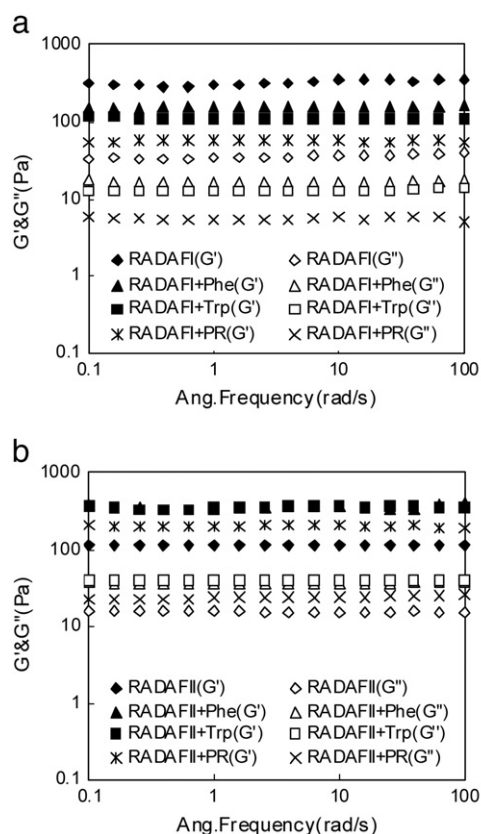 a
1000
100
10
1
0.1
G'&G"(Pa)
RADAFI(G') RADAFI(G")
RADAFI+Phe(G') RADAFI+Phe(G")
RADAFI+Trp(G') RADAFI+Trp(G")
RADAFI+PR(G') RADAFI+PR(G")
0.1 1 10 100
Ang.Frequency(rad/s)
b
1000
100
10
1
0.1
G'&G"(Pa)
RADAFII(G') RADAFII(G")
RADAFII+Phe(G') RADAFII+Phe(G")
RADAFII+Trp(G') RADAFII+Trp(G")
RADAFII+PR(G') RADAFII+PR(G")
0.1 1 10 100
Ang.Frequency(rad/s)